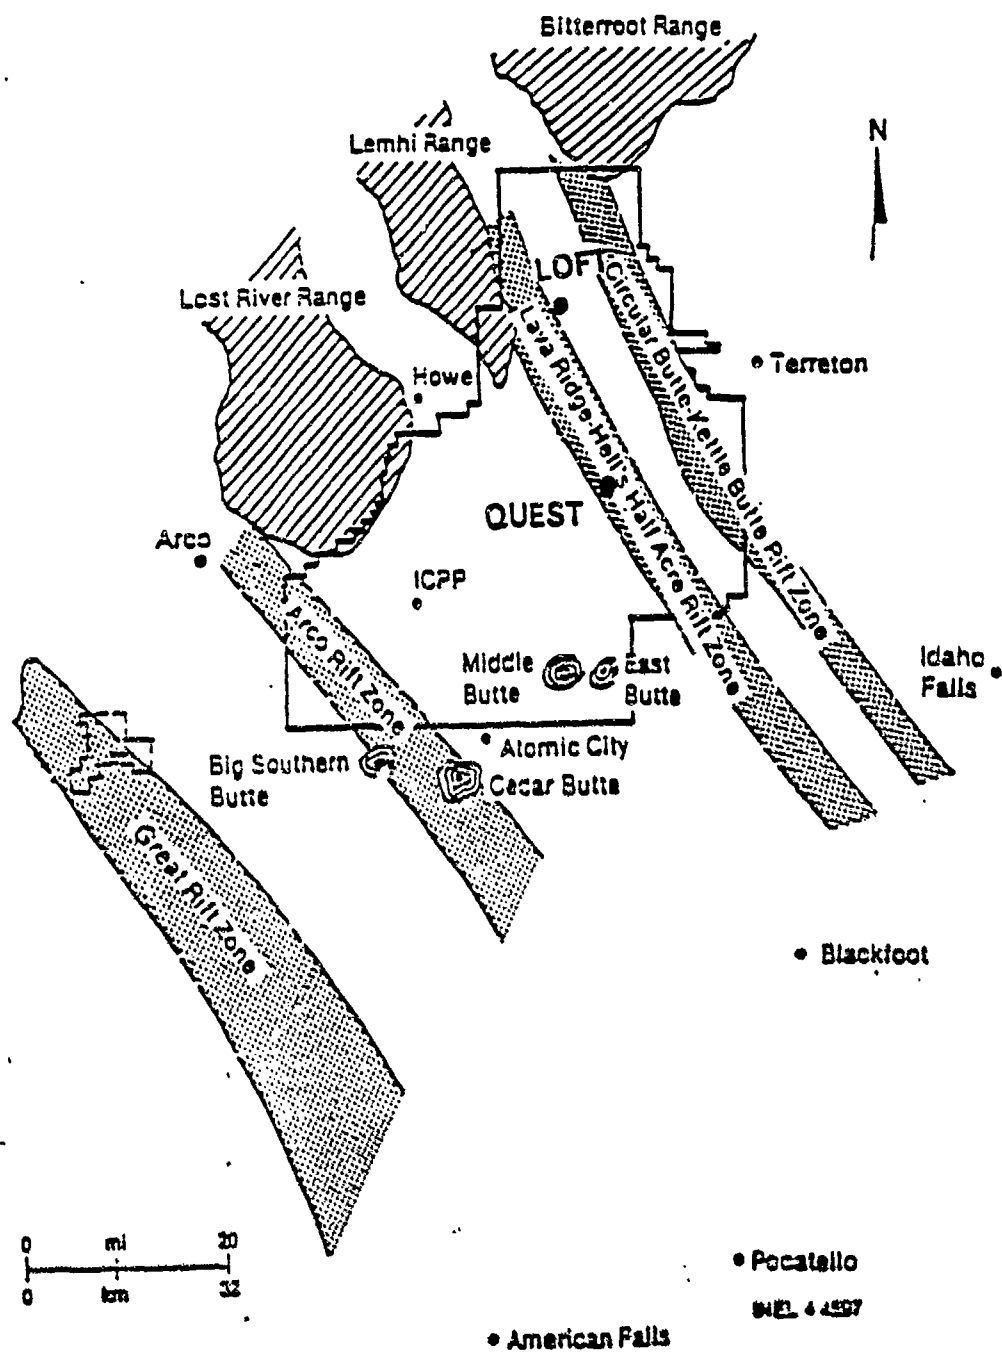 Bitterroot Range
N
Lemhi Range
LOFT
Lost River Range
Circular Butte-Kettle Butte Rift Zone
Lava Ridge-Hell's Half Acre Rift Zone
Terreton
Howe
QUEST
Arco
ICPP
Arco Rift Zone
Middle
Butte
East
Butte
Idaho
Falls
Atomic City
Big Southern
Butte
Cedar Butte
Great Rift Zone
Blackfoot
0 mi 20
0 km 32
Pocatello
INEL
American Falls